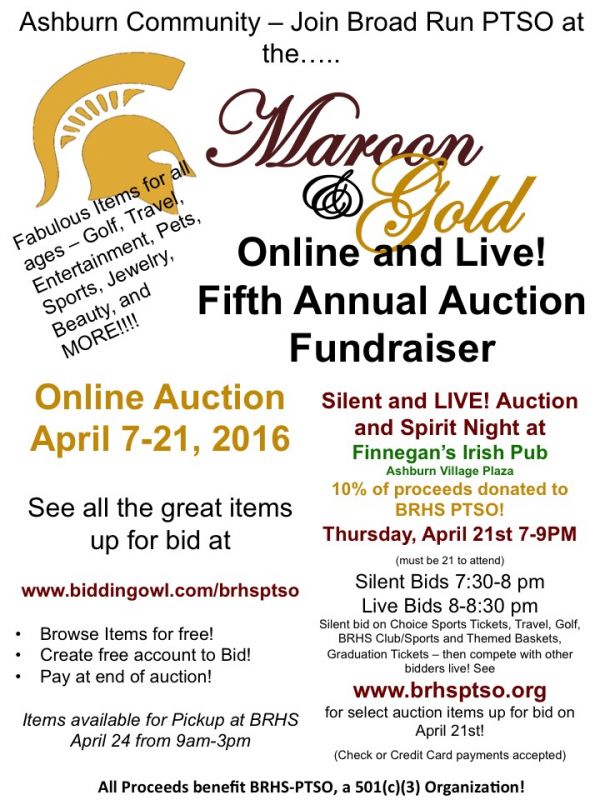 Ashburn Community – Join Broad Run PTSO at
the…..
Maroon
& Gold
Fabulous Items for all
ages – Golf, Travel,
Entertainment, Pets,
Sports, Jewelry,
Beauty, and
MORE!!!!
Online and Live!
Fifth Annual Auction
Fundraiser
Online Auction
April 7-21, 2016
See all the great items
up for bid at
www.biddingowl.com/brhsptso
• Browse Items for free!
• Create free account to Bid!
• Pay at end of auction!
Items available for Pickup at BRHS
April 24 from 9am-3pm
Silent and LIVE! Auction
and Spirit Night at
Finnegan's Irish Pub
Ashburn Village Plaza
10% of proceeds donated to
BRHS PTSO!
Thursday, April 21st 7-9PM
(must be 21 to attend)
Silent Bids 7:30-8 pm
Live Bids 8-8:30 pm
Silent bid on Choice Sports Tickets, Travel, Golf,
BRHS Club/Sports and Themed Baskets,
Graduation Tickets – then compete with other
bidders live! See
www.brhsptso.org
for select auction items up for bid on
April 21st!
(Check or Credit Card payments accepted)
All Proceeds benefit BRHS-PTSO, a 501(c)(3) Organization!